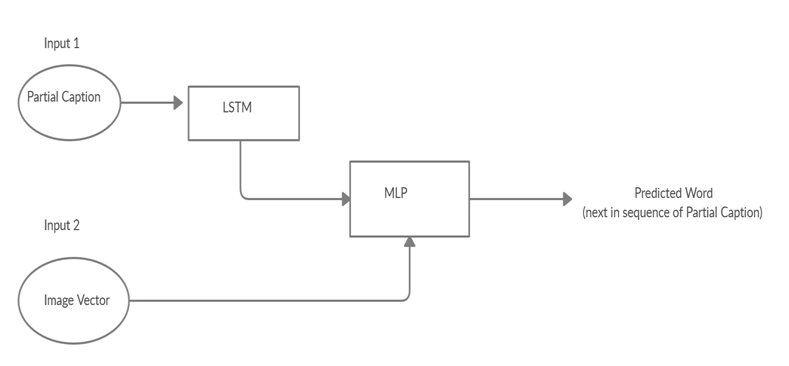 Input 1
Partial Caption
LSTM
MLP
Predicted Word
(next in sequence of Partial Caption)
Input 2
Image Vector